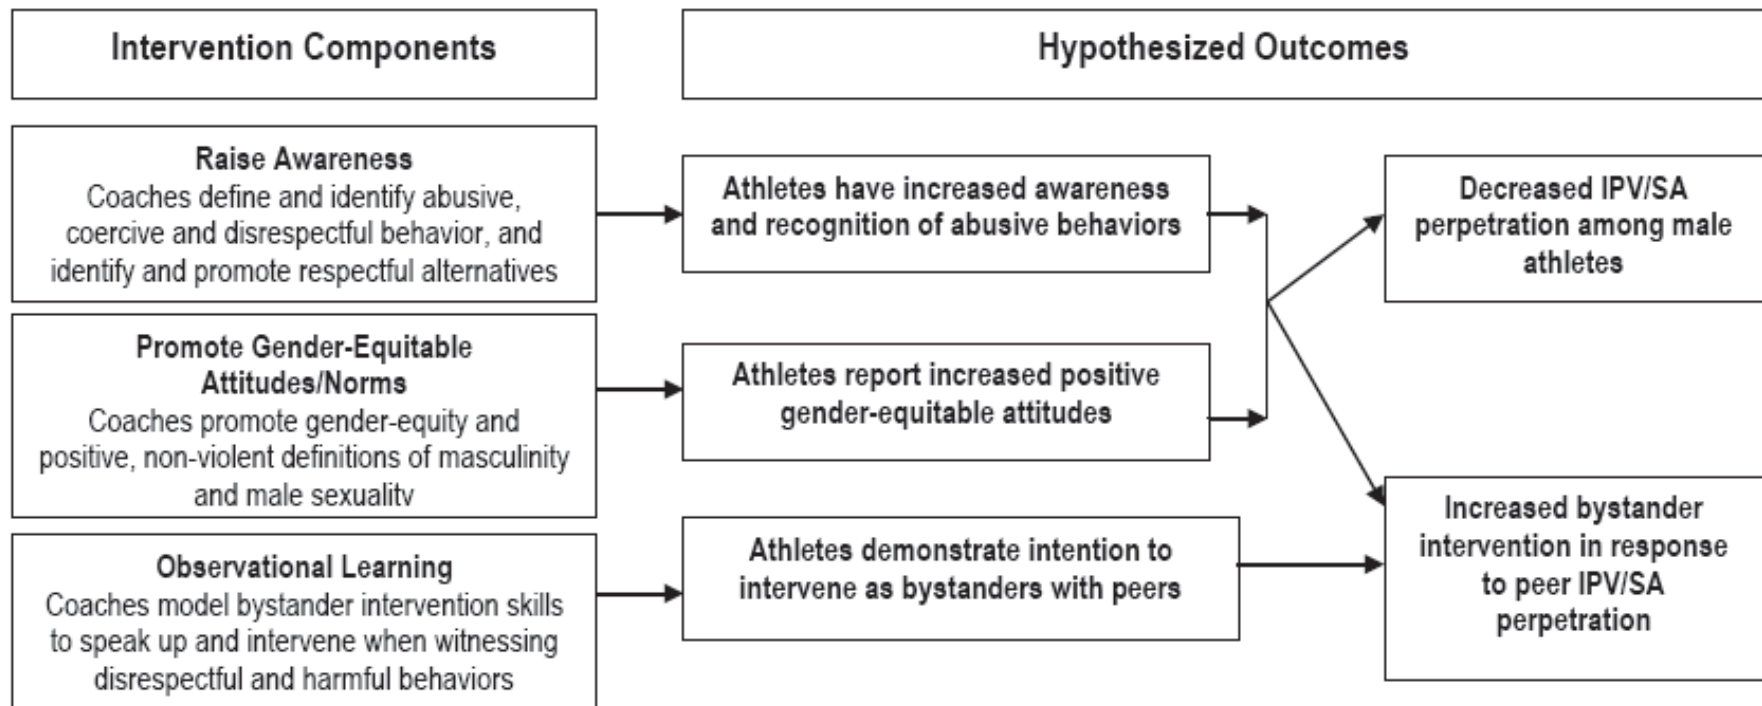 Intervention Components
Hypothesized Outcomes
Raise Awareness
Coaches define and identify abusive,
coercive and disrespectful behavior, and
identify and promote respectful alternatives
Promote Gender-Equitable
Attitudes/Norms
Coaches promote gender-equity and
positive, non-violent definitions of masculinity
and male sexuality
Observational Learning
Coaches model bystander intervention skills
to speak up and intervene when witnessing
disrespectful and harmful behaviors
Athletes have increased awareness
and recognition of abusive behaviors
Athletes report increased positive
gender-equitable attitudes
Athletes demonstrate intention to
intervene as bystanders with peers
Decreased IPV/SA
perpetration among male
athletes
Increased bystander
intervention in response
to peer IPV/SA
perpetration